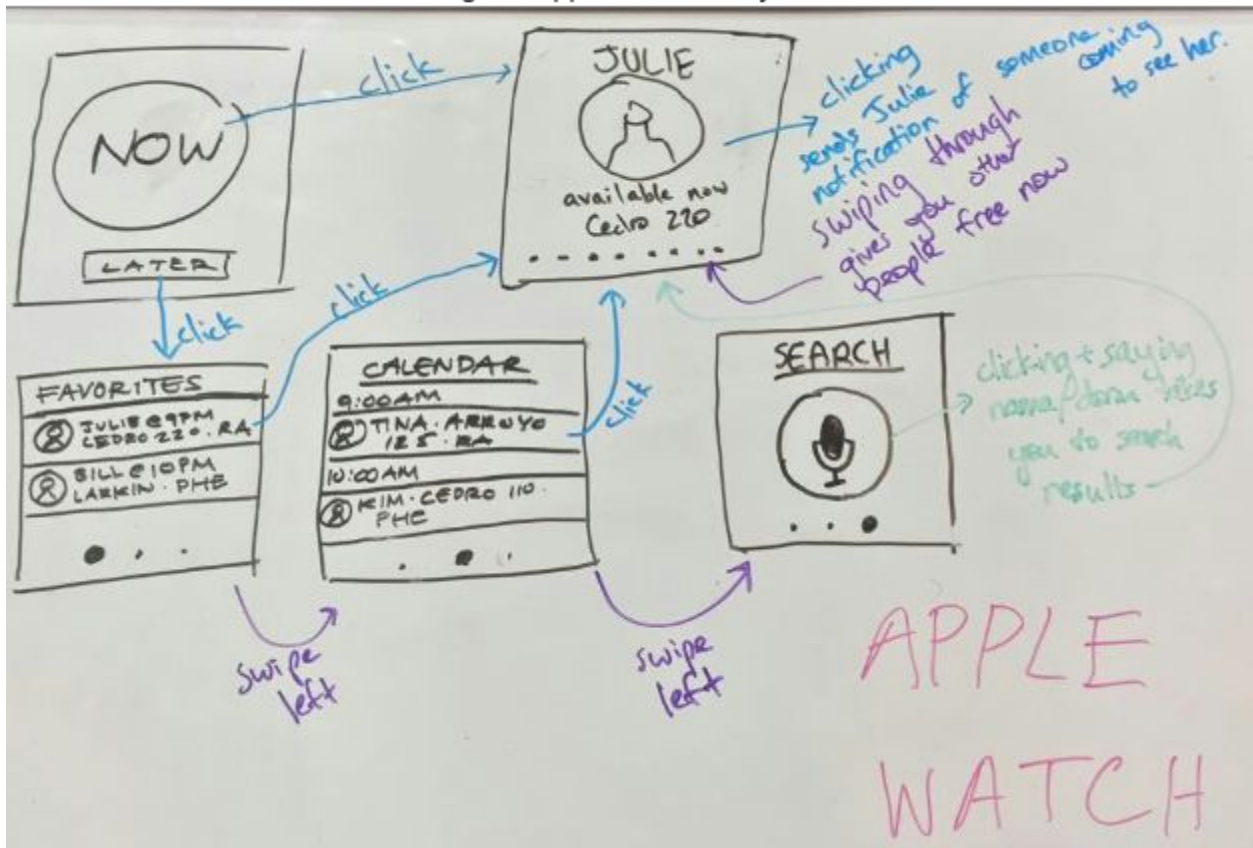 NOW
LATER
click
click
JULIE
available now
Cedro 220
clicking
sends Julie
notification of someone coming
to see her.
swiping through
gives you other
people free now
click
FAVORITES
JULIE @ 9PM
CEDRO 220 · RA
BILL @ 10PM
LARKIN · PHE
swipe
left
CALENDAR
9:00AM
TINA · ARROYO
125 · RA
10:00AM
KIM · CEDRO 110 ·
PHE
click
swipe
left
SEARCH
clicking + saying
name/dorm takes
you to search
results
APPLE
WATCH